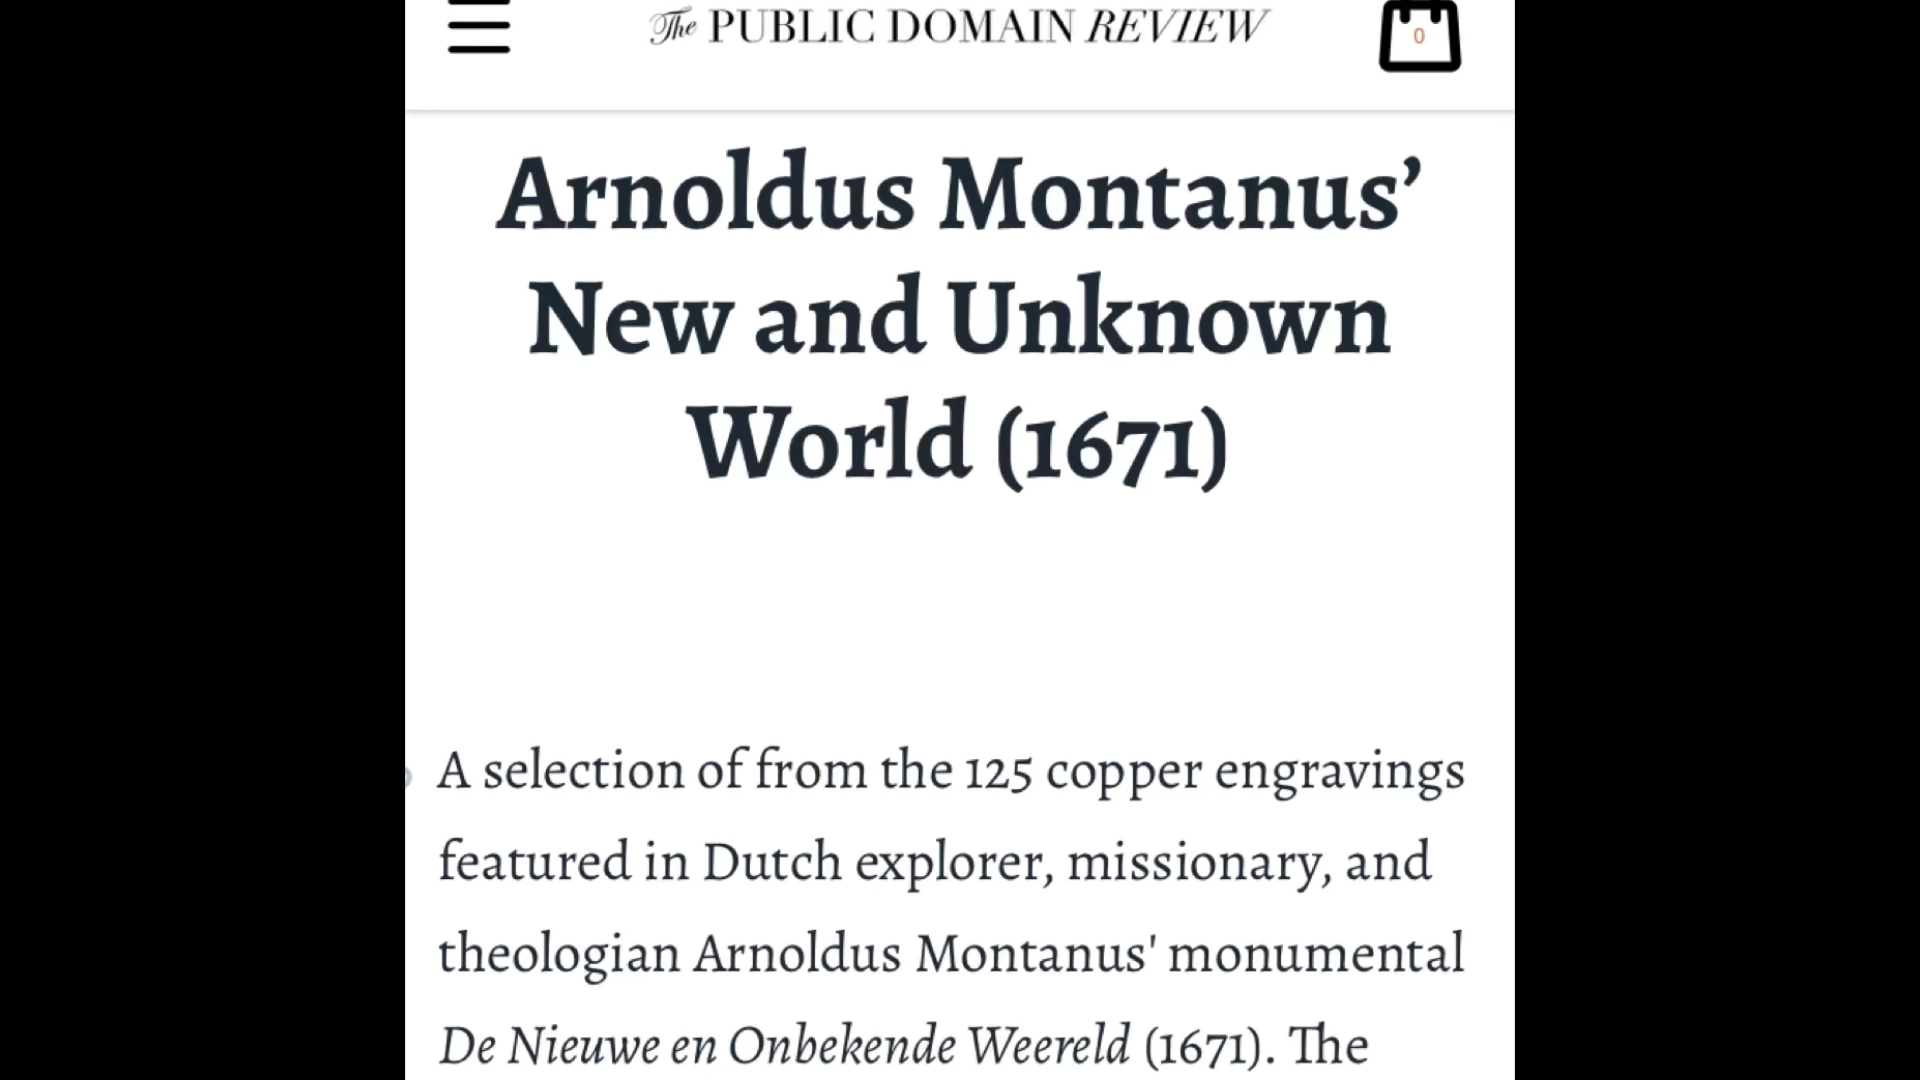 The PUBLIC DOMAIN REVIEW
0
Arnoldus Montanus’
New and Unknown
World (1671)
A selection of from the 125 copper engravings
featured in Dutch explorer, missionary, and
theologian Arnoldus Montanus' monumental
De Nieuwe en Onbekende Weereld (1671). The